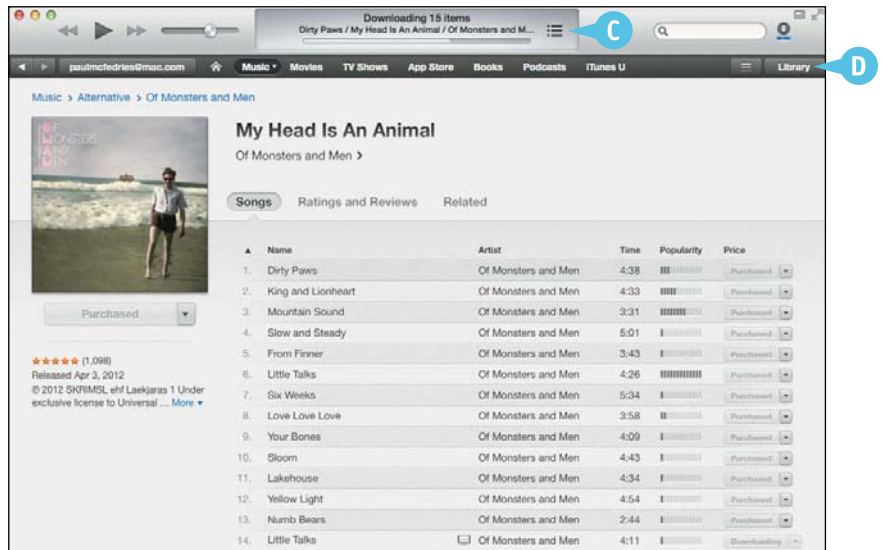 Downloading 15 items
Dirty Paws / My Head Is An Animal / Of Monsters and M...
C
paulmcfedries@mac.com Music Movies TV Shows App Store Books Podcasts iTunes U Library
D
Music > Alternative > Of Monsters and Men
OF MONSTERS AND MEN
My Head Is An Animal
Of Monsters and Men >
Songs Ratings and Reviews Related
Name Artist Time Popularity Price
1. Dirty Paws Of Monsters and Men 4:38 Purchased
2. King and Lionheart Of Monsters and Men 4:33 Purchased
3. Mountain Sound Of Monsters and Men 3:31 Purchased
4. Slow and Steady Of Monsters and Men 5:01 Purchased
5. From Finner Of Monsters and Men 3:43 Purchased
6. Little Talks Of Monsters and Men 4:26 Purchased
7. Six Weeks Of Monsters and Men 5:34 Purchased
8. Love Love Love Of Monsters and Men 3:58 Purchased
9. Your Bones Of Monsters and Men 4:09 Purchased
10. Sloom Of Monsters and Men 4:43 Purchased
11. Lakehouse Of Monsters and Men 4:34 Purchased
12. Yellow Light Of Monsters and Men 4:54 Purchased
13. Numb Bears Of Monsters and Men 2:44 Purchased
14. Little Talks Of Monsters and Men 4:11 Downloading
Purchased
(1,098)
Released Apr 3, 2012
© 2012 SKRIMSL ehf Laekjaras 1 Under
exclusive license to Universal ... More